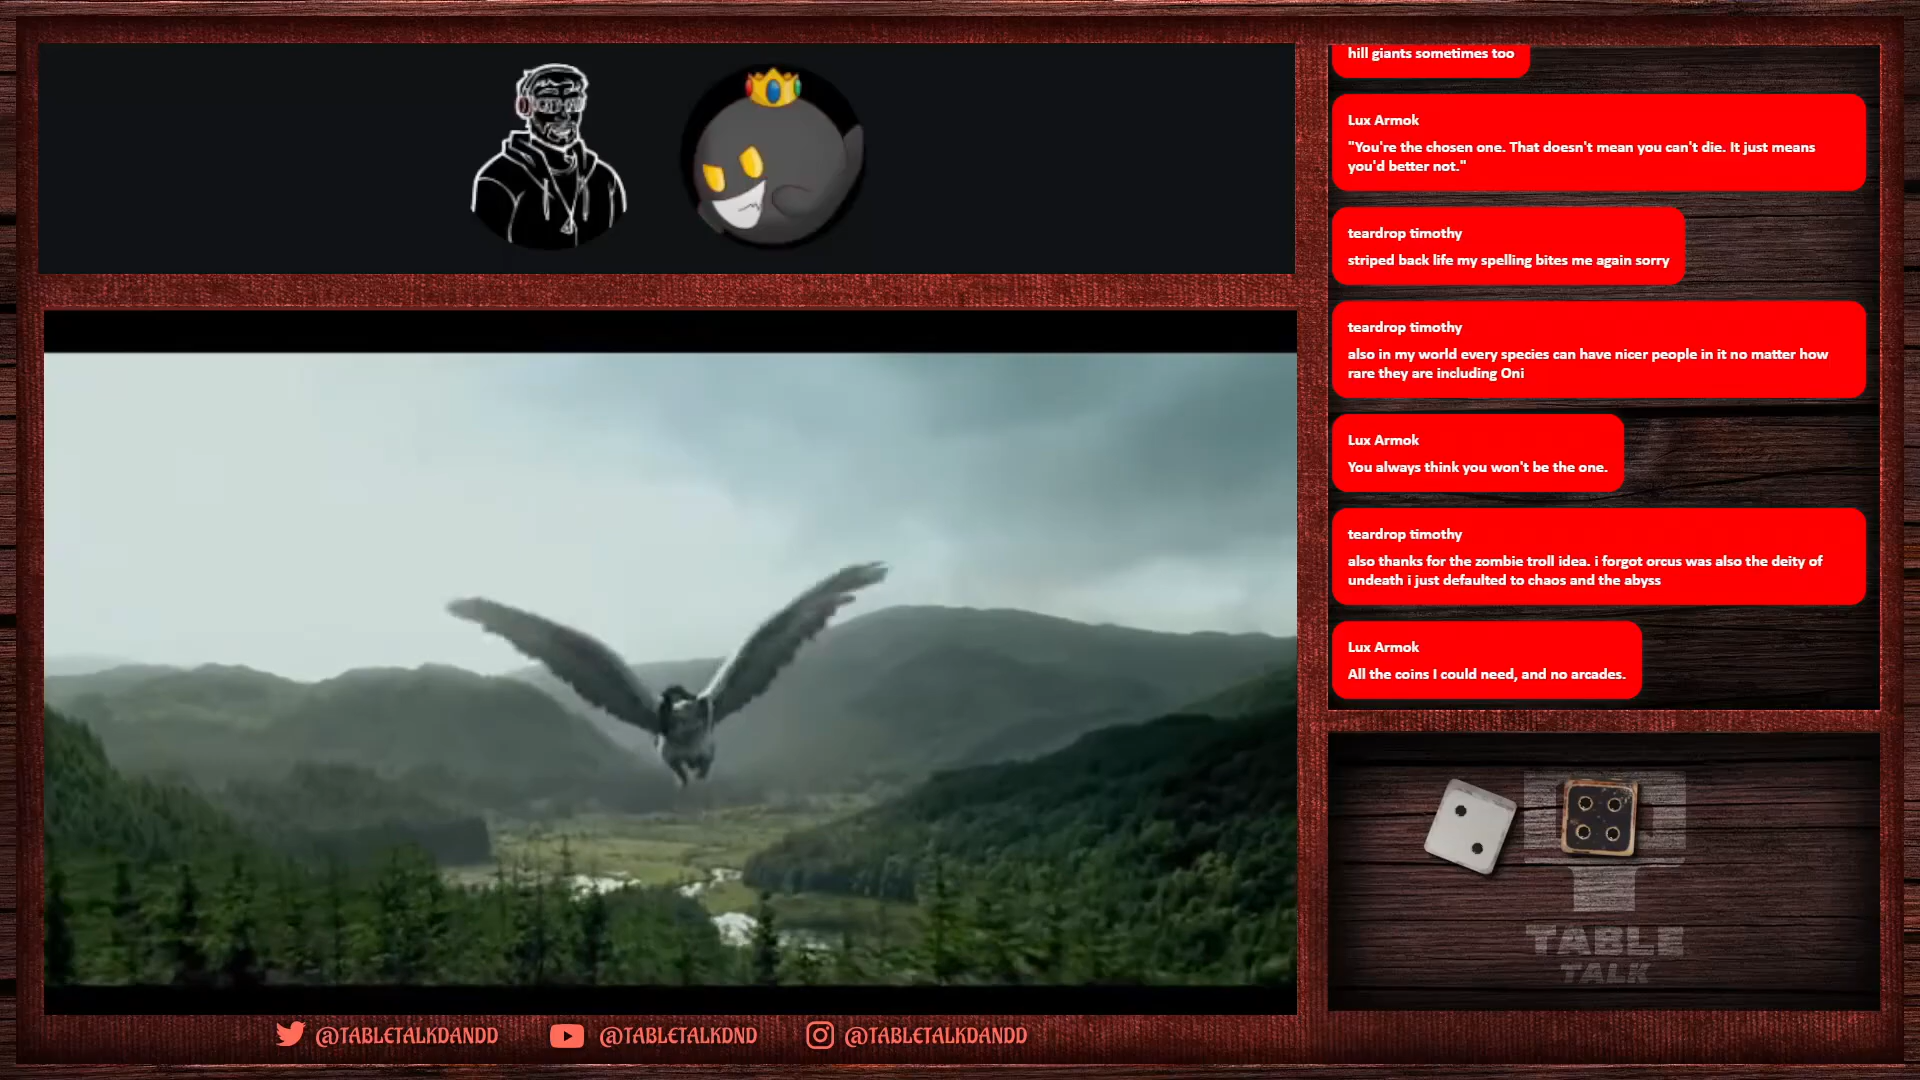 hill giants sometimes too
Lux Armok
"You're the chosen one. That doesn't mean you can't die. It just means
you'd better not."
teardrop timothy
striped back life my spelling bites me again sorry
teardrop timothy
also in my world every species can have nicer people in it no matter how
rare they are including Oni
Lux Armok
You always think you won't be the one.
teardrop timothy
also thanks for the zombie troll idea. i forgot orcus was also the deity of
undeath i just defaulted to chaos and the abyss
Lux Armok
All the coins I could need, and no arcades.
TABLE
TALK
@TABLETALKDANDD
@TABLETALKDND
@TABLETALKDANDD